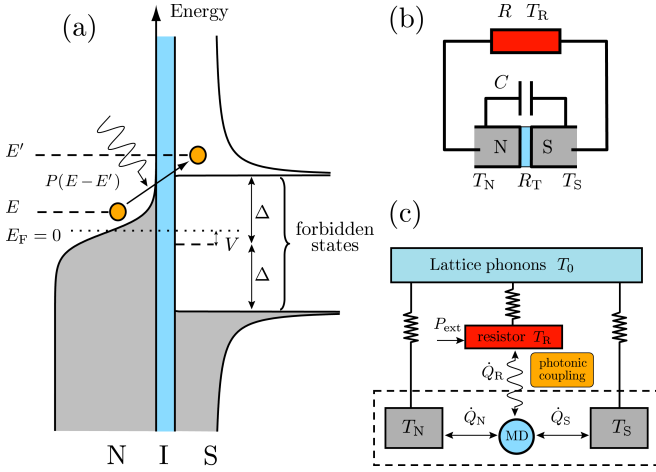 (a)
Energy
E′
P(E−E′)
E
E_F = 0
Δ
V
Δ
forbidden
states
N I S
(b)
R T_R
C
N S
T_N R_T T_S
(c)
Lattice phonons T_0
P_ext
resistor T_R
Q̇_R
photonic
coupling
T_N Q̇_N MD Q̇_S T_S